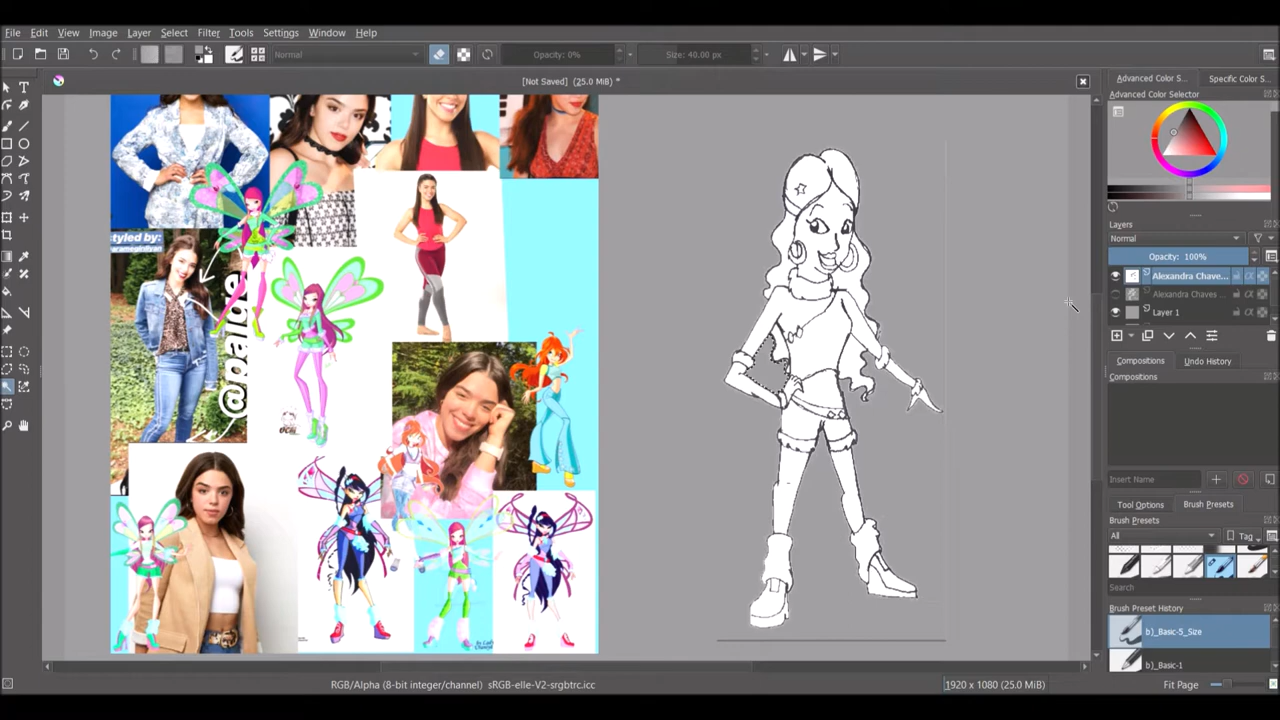 File Edit View Image Layer Select Filter Tools Settings Window Help
Normal Opacity: 0% Size: 40.00 px
[Not Saved] (25.0 MiB) *
Advanced Color S... Specific Color S...
Advanced Color Selector
Layers
Normal
Opacity: 100%
Alexandra Chave...
Alexandra Chaves ...
Layer 1
Compositions Undo History
Compositions
Insert Name
Tool Options Brush Presets
Brush Presets
All Tag
Search
Brush Preset History
b)_Basic-5_Size
b)_Basic-1
styled by:
@paige
RGB/Alpha (8-bit integer/channel) sRGB-elle-V2-srgbtrc.icc
1920 x 1080 (25.0 MiB)
Fit Page